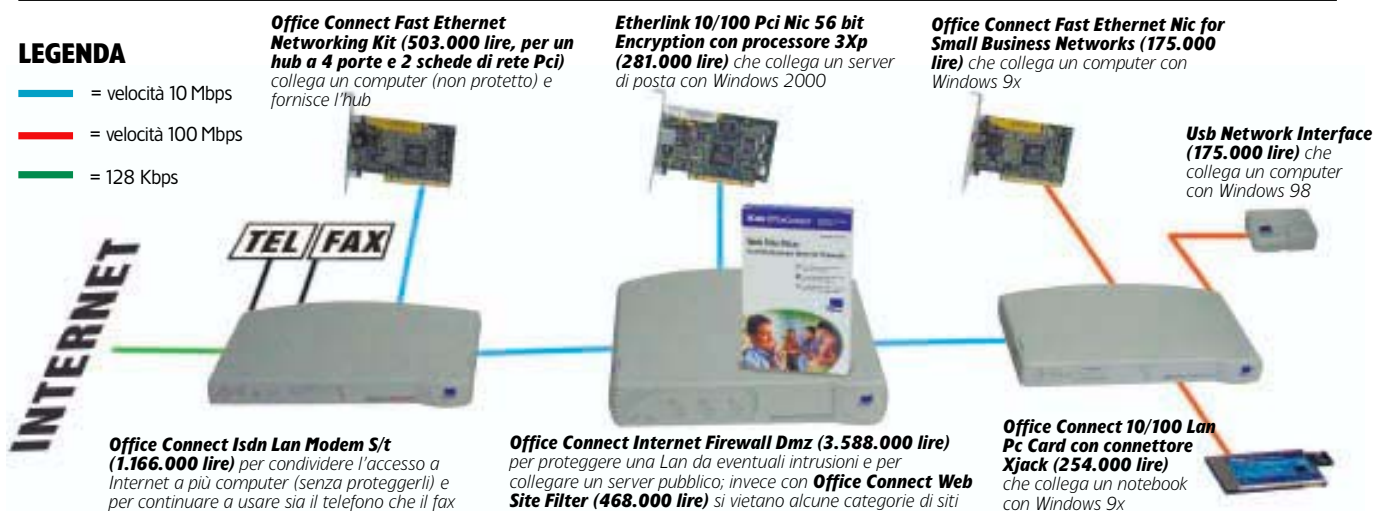 Office Connect Fast Ethernet
Networking Kit (503.000 lire, per un
hub a 4 porte e 2 schede di rete Pci)
collega un computer (non protetto) e
fornisce l'hub
Etherlink 10/100 Pci Nic 56 bit
Encryption con processore 3Xp
(281.000 lire) che collega un server
di posta con Windows 2000
Office Connect Fast Ethernet Nic for
Small Business Networks (175.000
lire) che collega un computer con
Windows 9x
LEGENDA
= velocità 10 Mbps
= velocità 100 Mbps
= 128 Kbps
Usb Network Interface
(175.000 lire) che
collega un computer
con Windows 98
TEL FAX
INTERNET
Office Connect Isdn Lan Modem S/t
(1.166.000 lire) per condividere l'accesso a
Internet a più computer (senza proteggerli) e
per continuare a usare sia il telefono che il fax
Office Connect Internet Firewall Dmz (3.588.000 lire)
per proteggere una Lan da eventuali intrusioni e per
collegare un server pubblico; invece con Office Connect Web
Site Filter (468.000 lire) si vietano alcune categorie di siti
Office Connect 10/100 Lan
Pc Card con connettore
Xjack (254.000 lire)
che collega un notebook
con Windows 9x